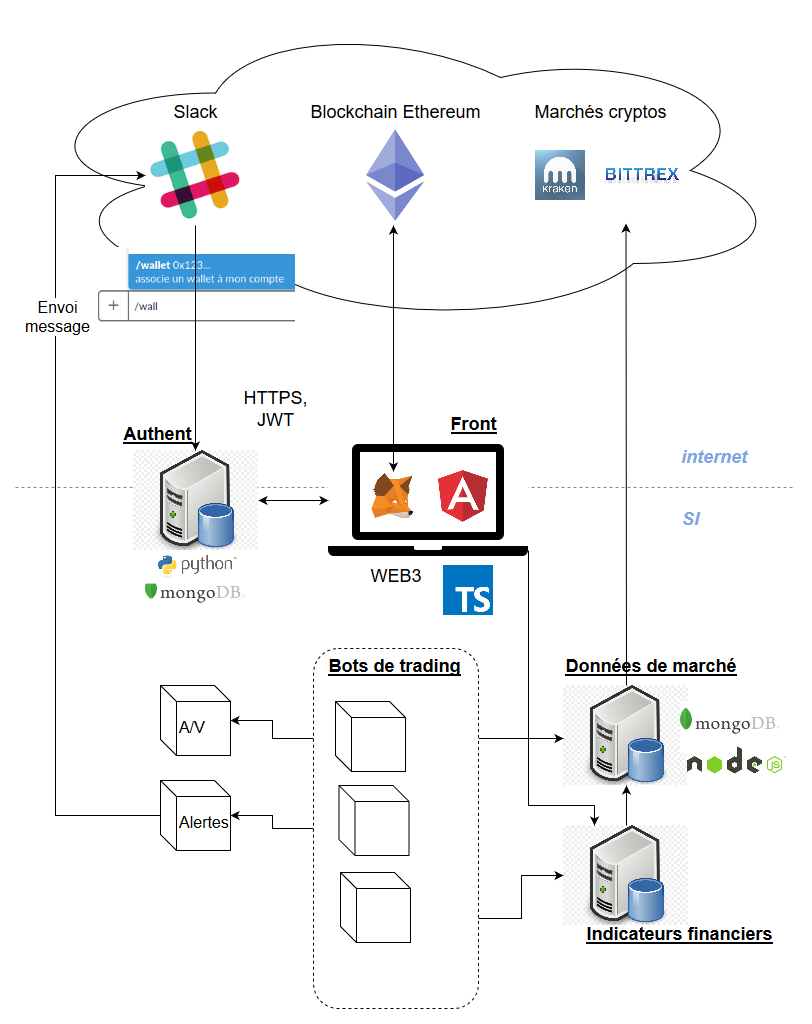 Slack
Blockchain Ethereum
Marchés cryptos
kraken
BITTREX
/wallet 0x123...
associe un wallet à mon compte
+
/wall
Envoi
message
HTTPS,
JWT
Authent
Front
internet
SI
python
mongoDB
WEB3
TS
Bots de trading
Données de marché
A/V
mongoDB
node
JS
Alertes
Indicateurs financiers